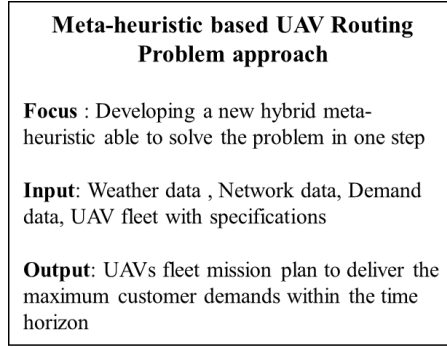 Meta-heuristic based UAV Routing
Problem approach
Focus : Developing a new hybrid meta-
heuristic able to solve the problem in one step
Input: Weather data , Network data, Demand
data, UAV fleet with specifications
Output: UAVs fleet mission plan to deliver the
maximum customer demands within the time
horizon